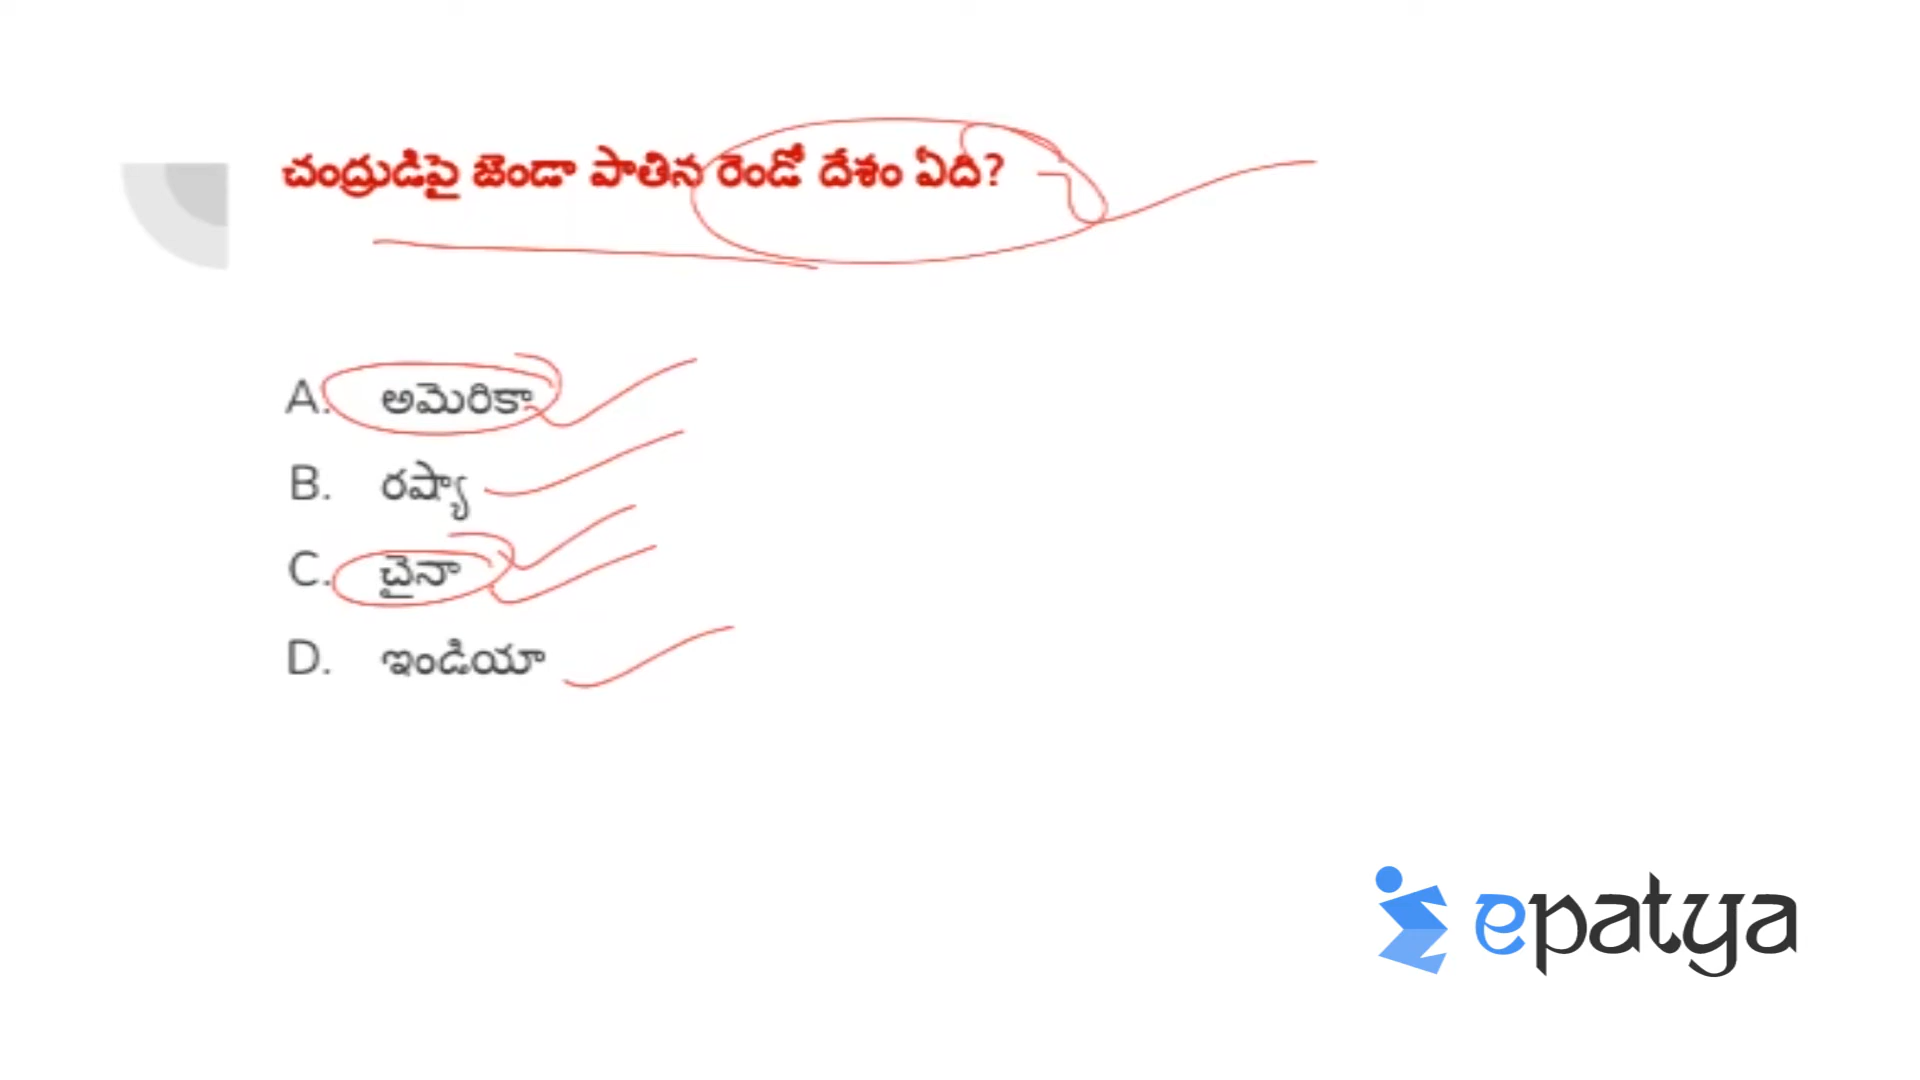 చంద్రుడిపై జెండా పాతిన రెండో దేశం ఏది?
A. అమెరికా
B. రష్యా
C. చైనా
D. ఇండియా
epatya